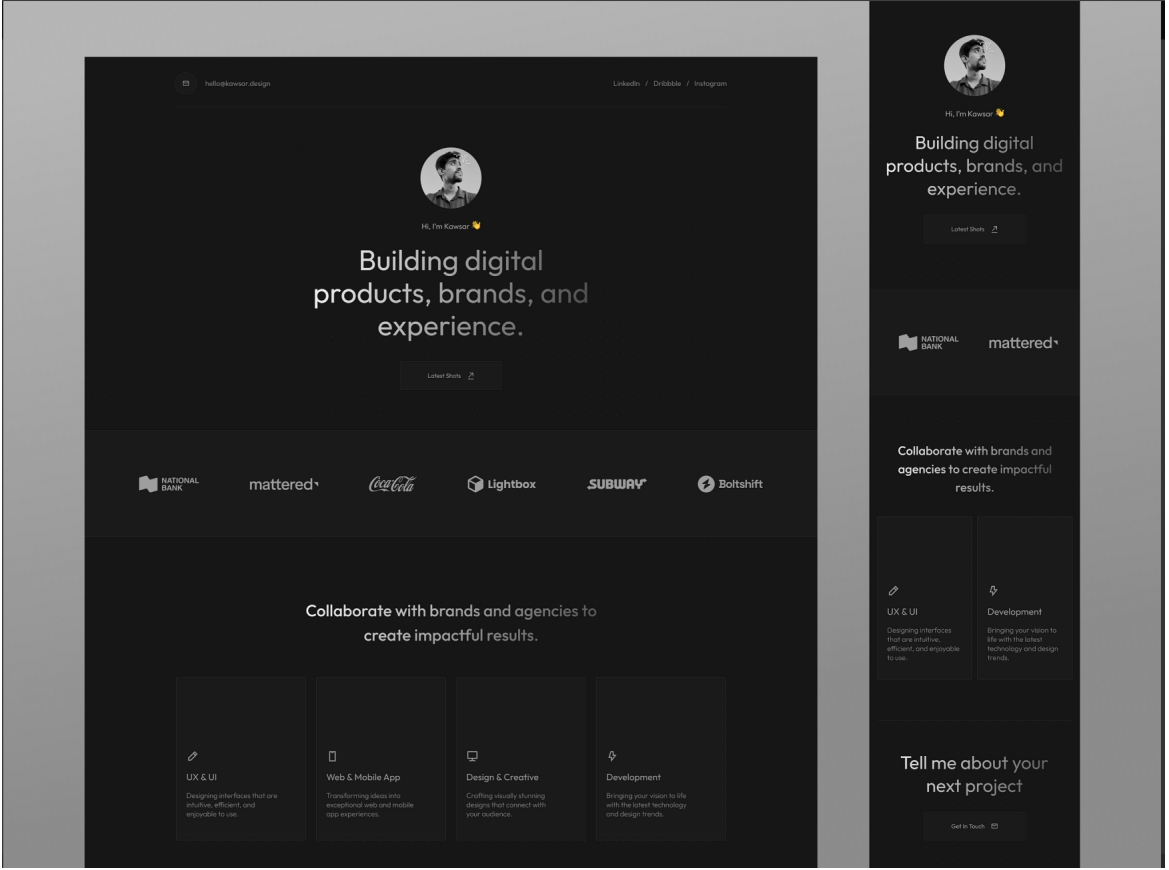 hello@kawsar.design
LinkedIn / Dribbble / Instagram
Hi, I'm Kawsar 👋
Building digital
products, brands, and
experience.
Latest Shots
NATIONAL
BANK
mattered
Coca-Cola
Lightbox
SUBWAY
Boltshift
Collaborate with brands and agencies to
create impactful results.
UX & UI
Designing interfaces that are
intuitive, efficient, and
enjoyable to use.
Web & Mobile App
Transforming ideas into
exceptional web and mobile
app experiences.
Design & Creative
Crafting visually stunning
designs that connect with
your audience.
Development
Bringing your vision to life
with the latest technology
and design trends.
Hi, I'm Kawsar 👋
Building digital
products, brands, and
experience.
Latest Shots
NATIONAL
BANK
mattered
Collaborate with brands and
agencies to create impactful
results.
UX & UI
Designing interfaces
that are intuitive,
efficient, and enjoyable
to use.
Development
Bringing your vision to
life with the latest
technology and design
trends.
Tell me about your
next project
Get In Touch